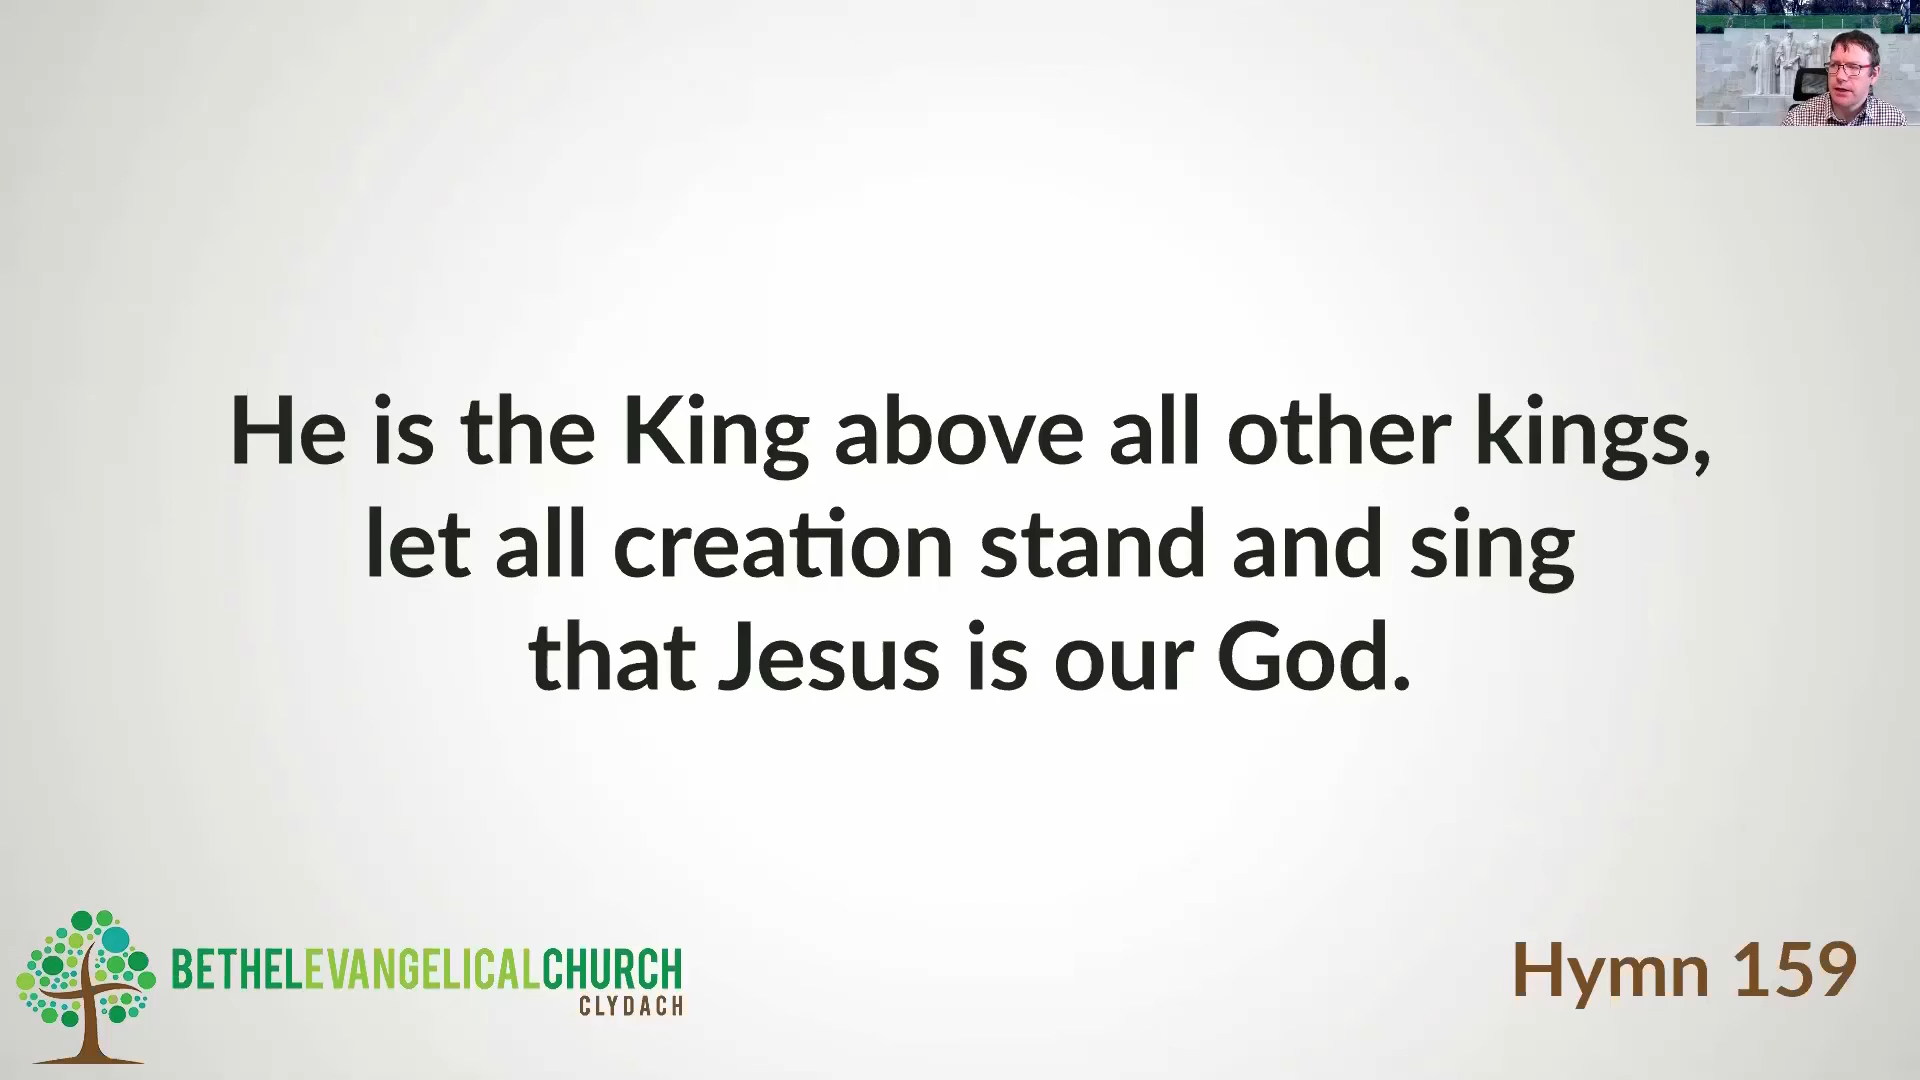 He is the King above all other kings,
let all creation stand and sing
that Jesus is our God.
BETHELEVANGELICALCHURCH
CLYDACH
Hymn 159